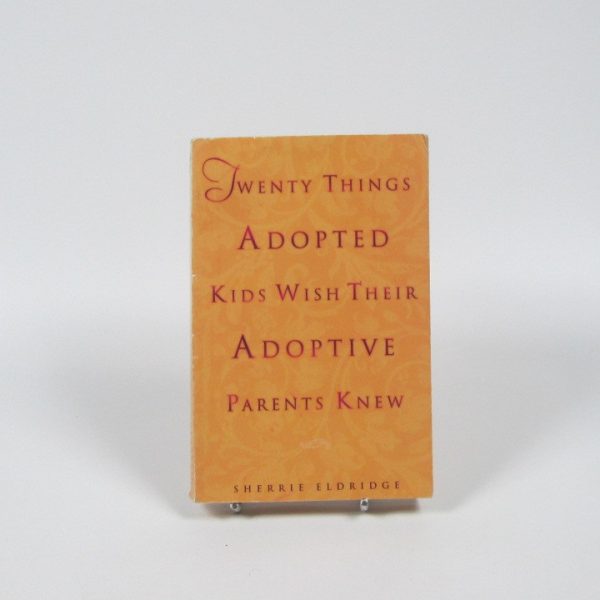 Twenty Things
Adopted
Kids Wish Their
Adoptive
Parents Knew
SHERRIE ELDRIDGE